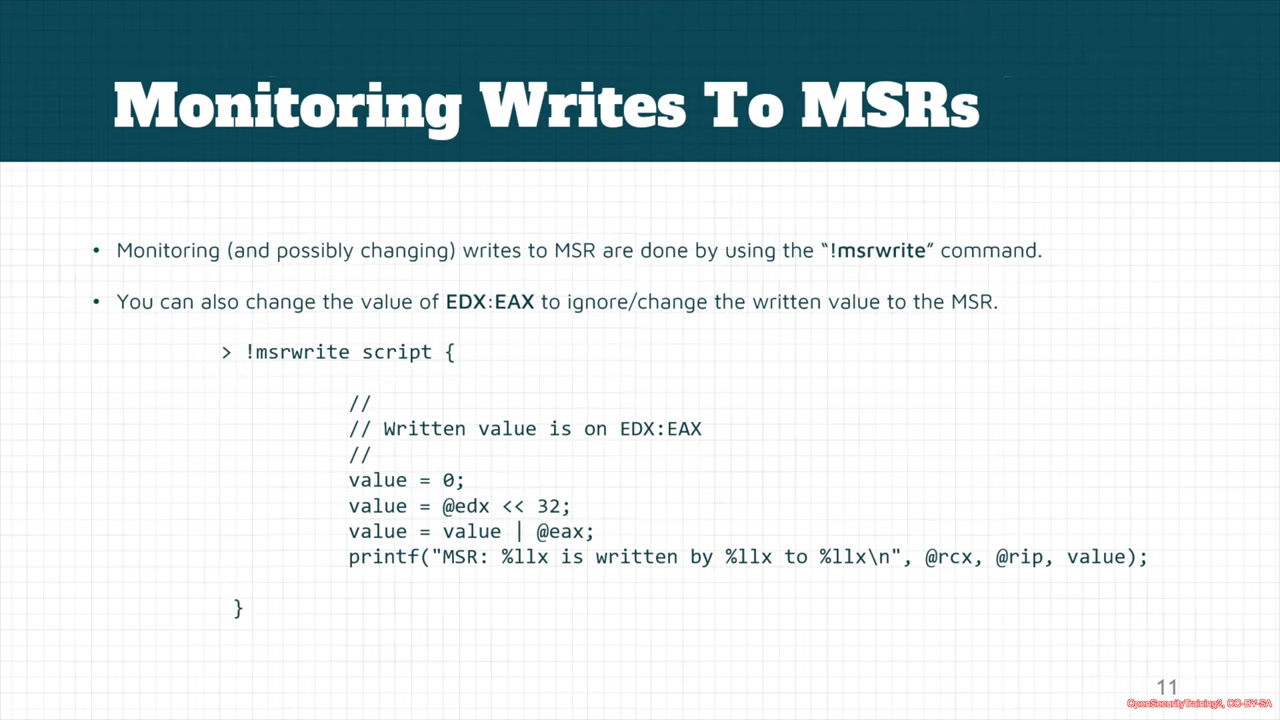 Monitoring Writes To MSRs
• Monitoring (and possibly changing) writes to MSR are done by using the “!msrwrite” command.
• You can also change the value of EDX:EAX to ignore/change the written value to the MSR.
> !msrwrite script {
//
// Written value is on EDX:EAX
//
value = 0;
value = @edx << 32;
value = value | @eax;
printf("MSR: %llx is written by %llx to %llx\n", @rcx, @rip, value);
}
11
OpenSecurityTraining2, CC-BY-SA